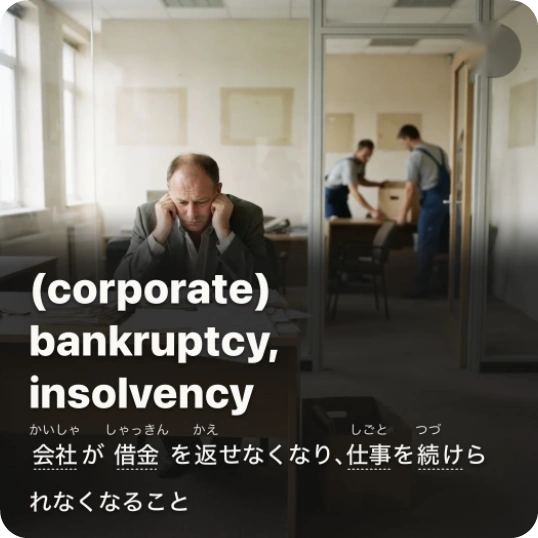 (corporate)
bankruptcy,
insolvency
かいしゃ しゃっきん かえ しごと つづ
会社が借金を返せなくなり、仕事を続けら
れなくなること